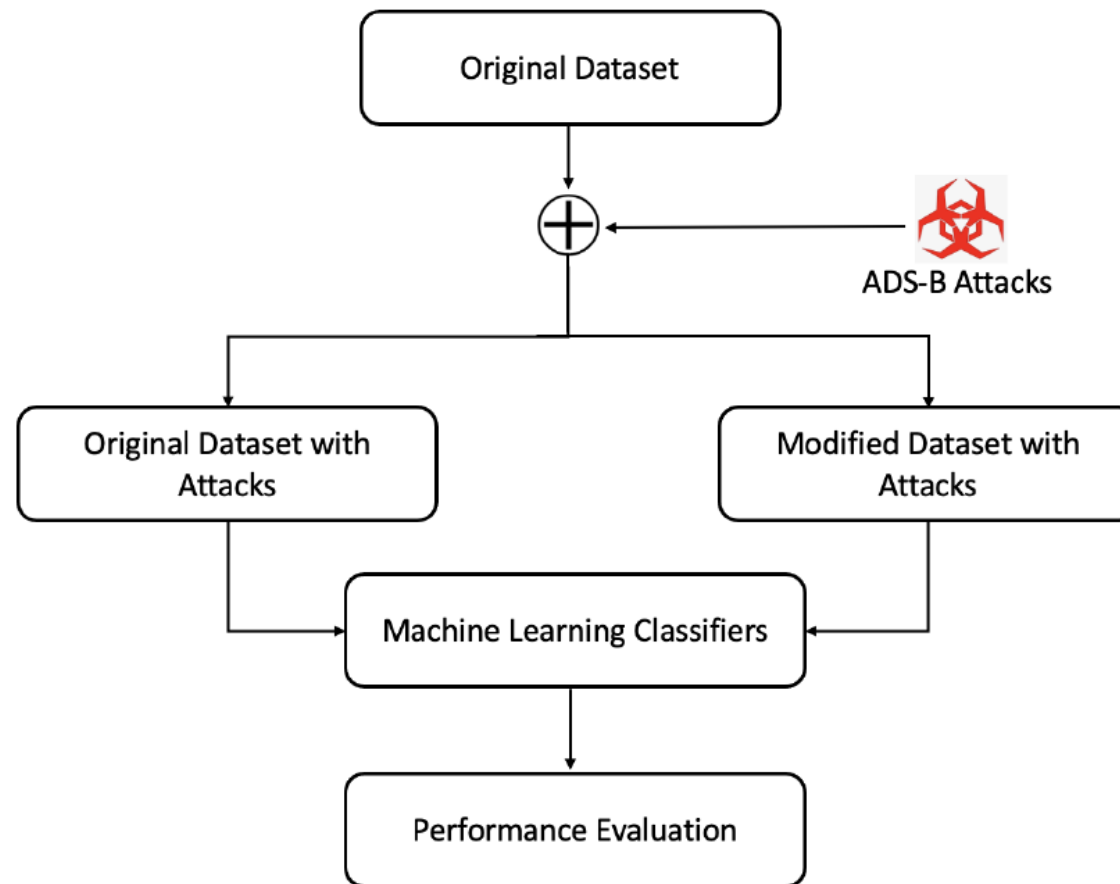 Original Dataset
ADS-B Attacks
Original Dataset with
Attacks
Modified Dataset with
Attacks
Machine Learning Classifiers
Performance Evaluation